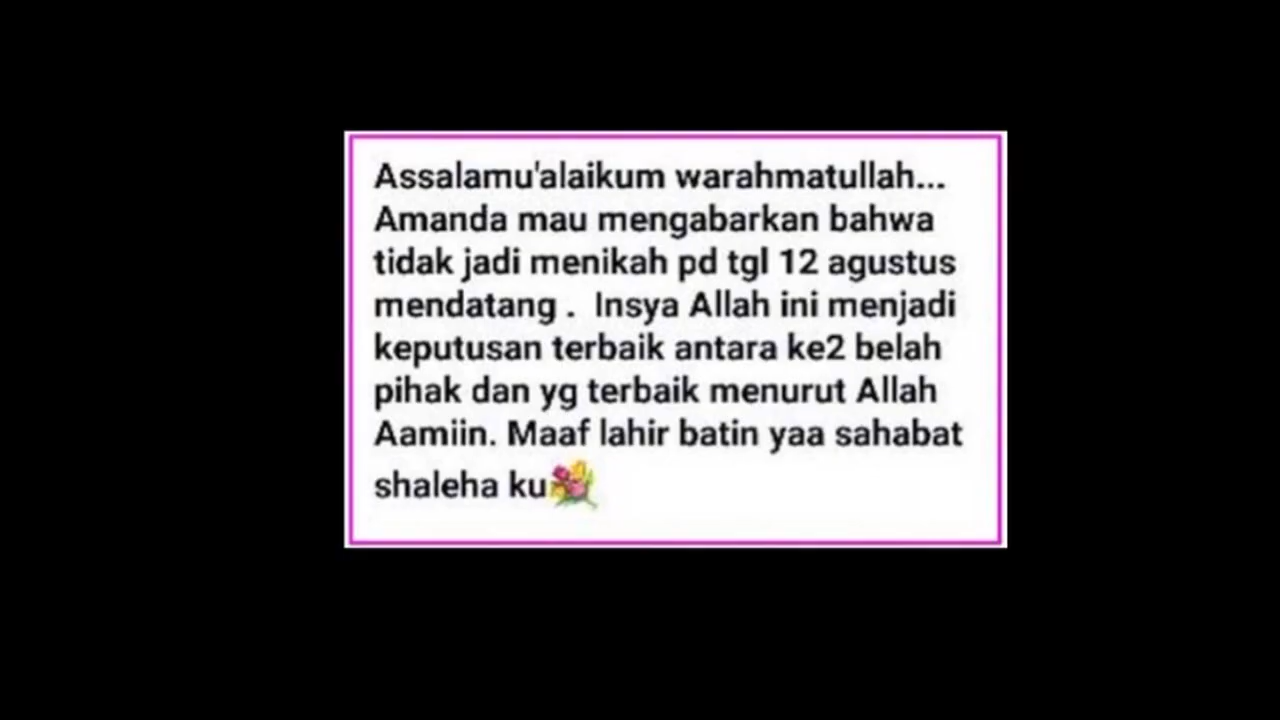 Assalamu'alaikum warahmatullah...
Amanda mau mengabarkan bahwa
tidak jadi menikah pd tgl 12 agustus
mendatang .  Insya Allah ini menjadi
keputusan terbaik antara ke2 belah
pihak dan yg terbaik menurut Allah
Aamiin. Maaf lahir batin yaa sahabat
shaleha ku💐